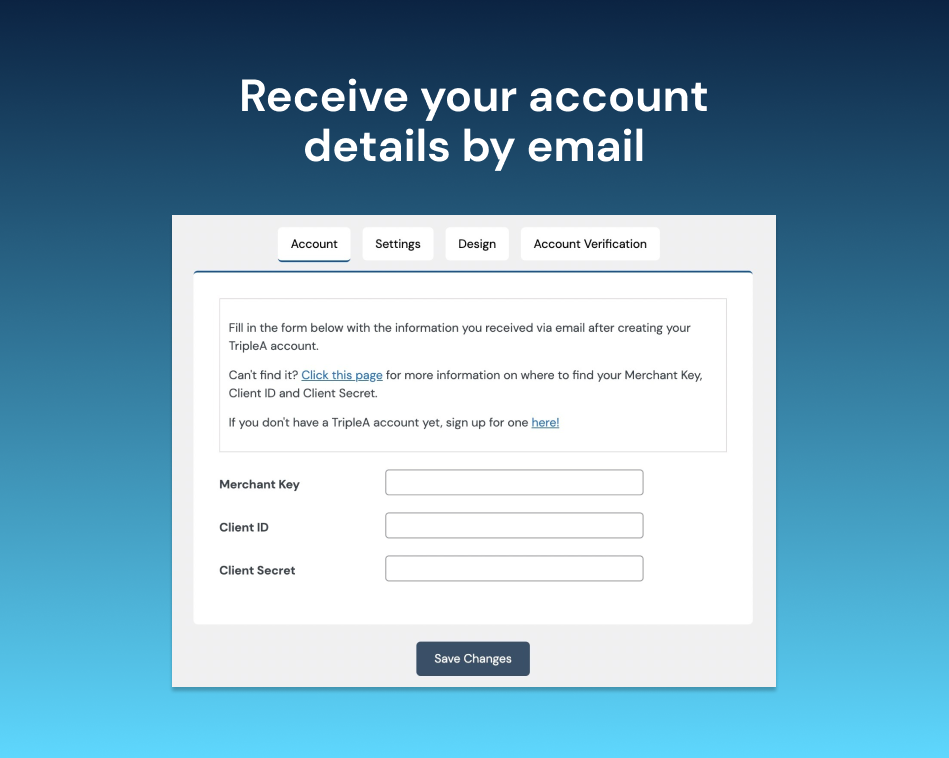 Receive your account
details by email
Account Settings Design Account Verification
Fill in the form below with the information you received via email after creating your
TripleA account.
Can't find it? Click this page for more information on where to find your Merchant Key,
Client ID and Client Secret.
If you don't have a TripleA account yet, sign up for one here!
Merchant Key
Client ID
Client Secret
Save Changes